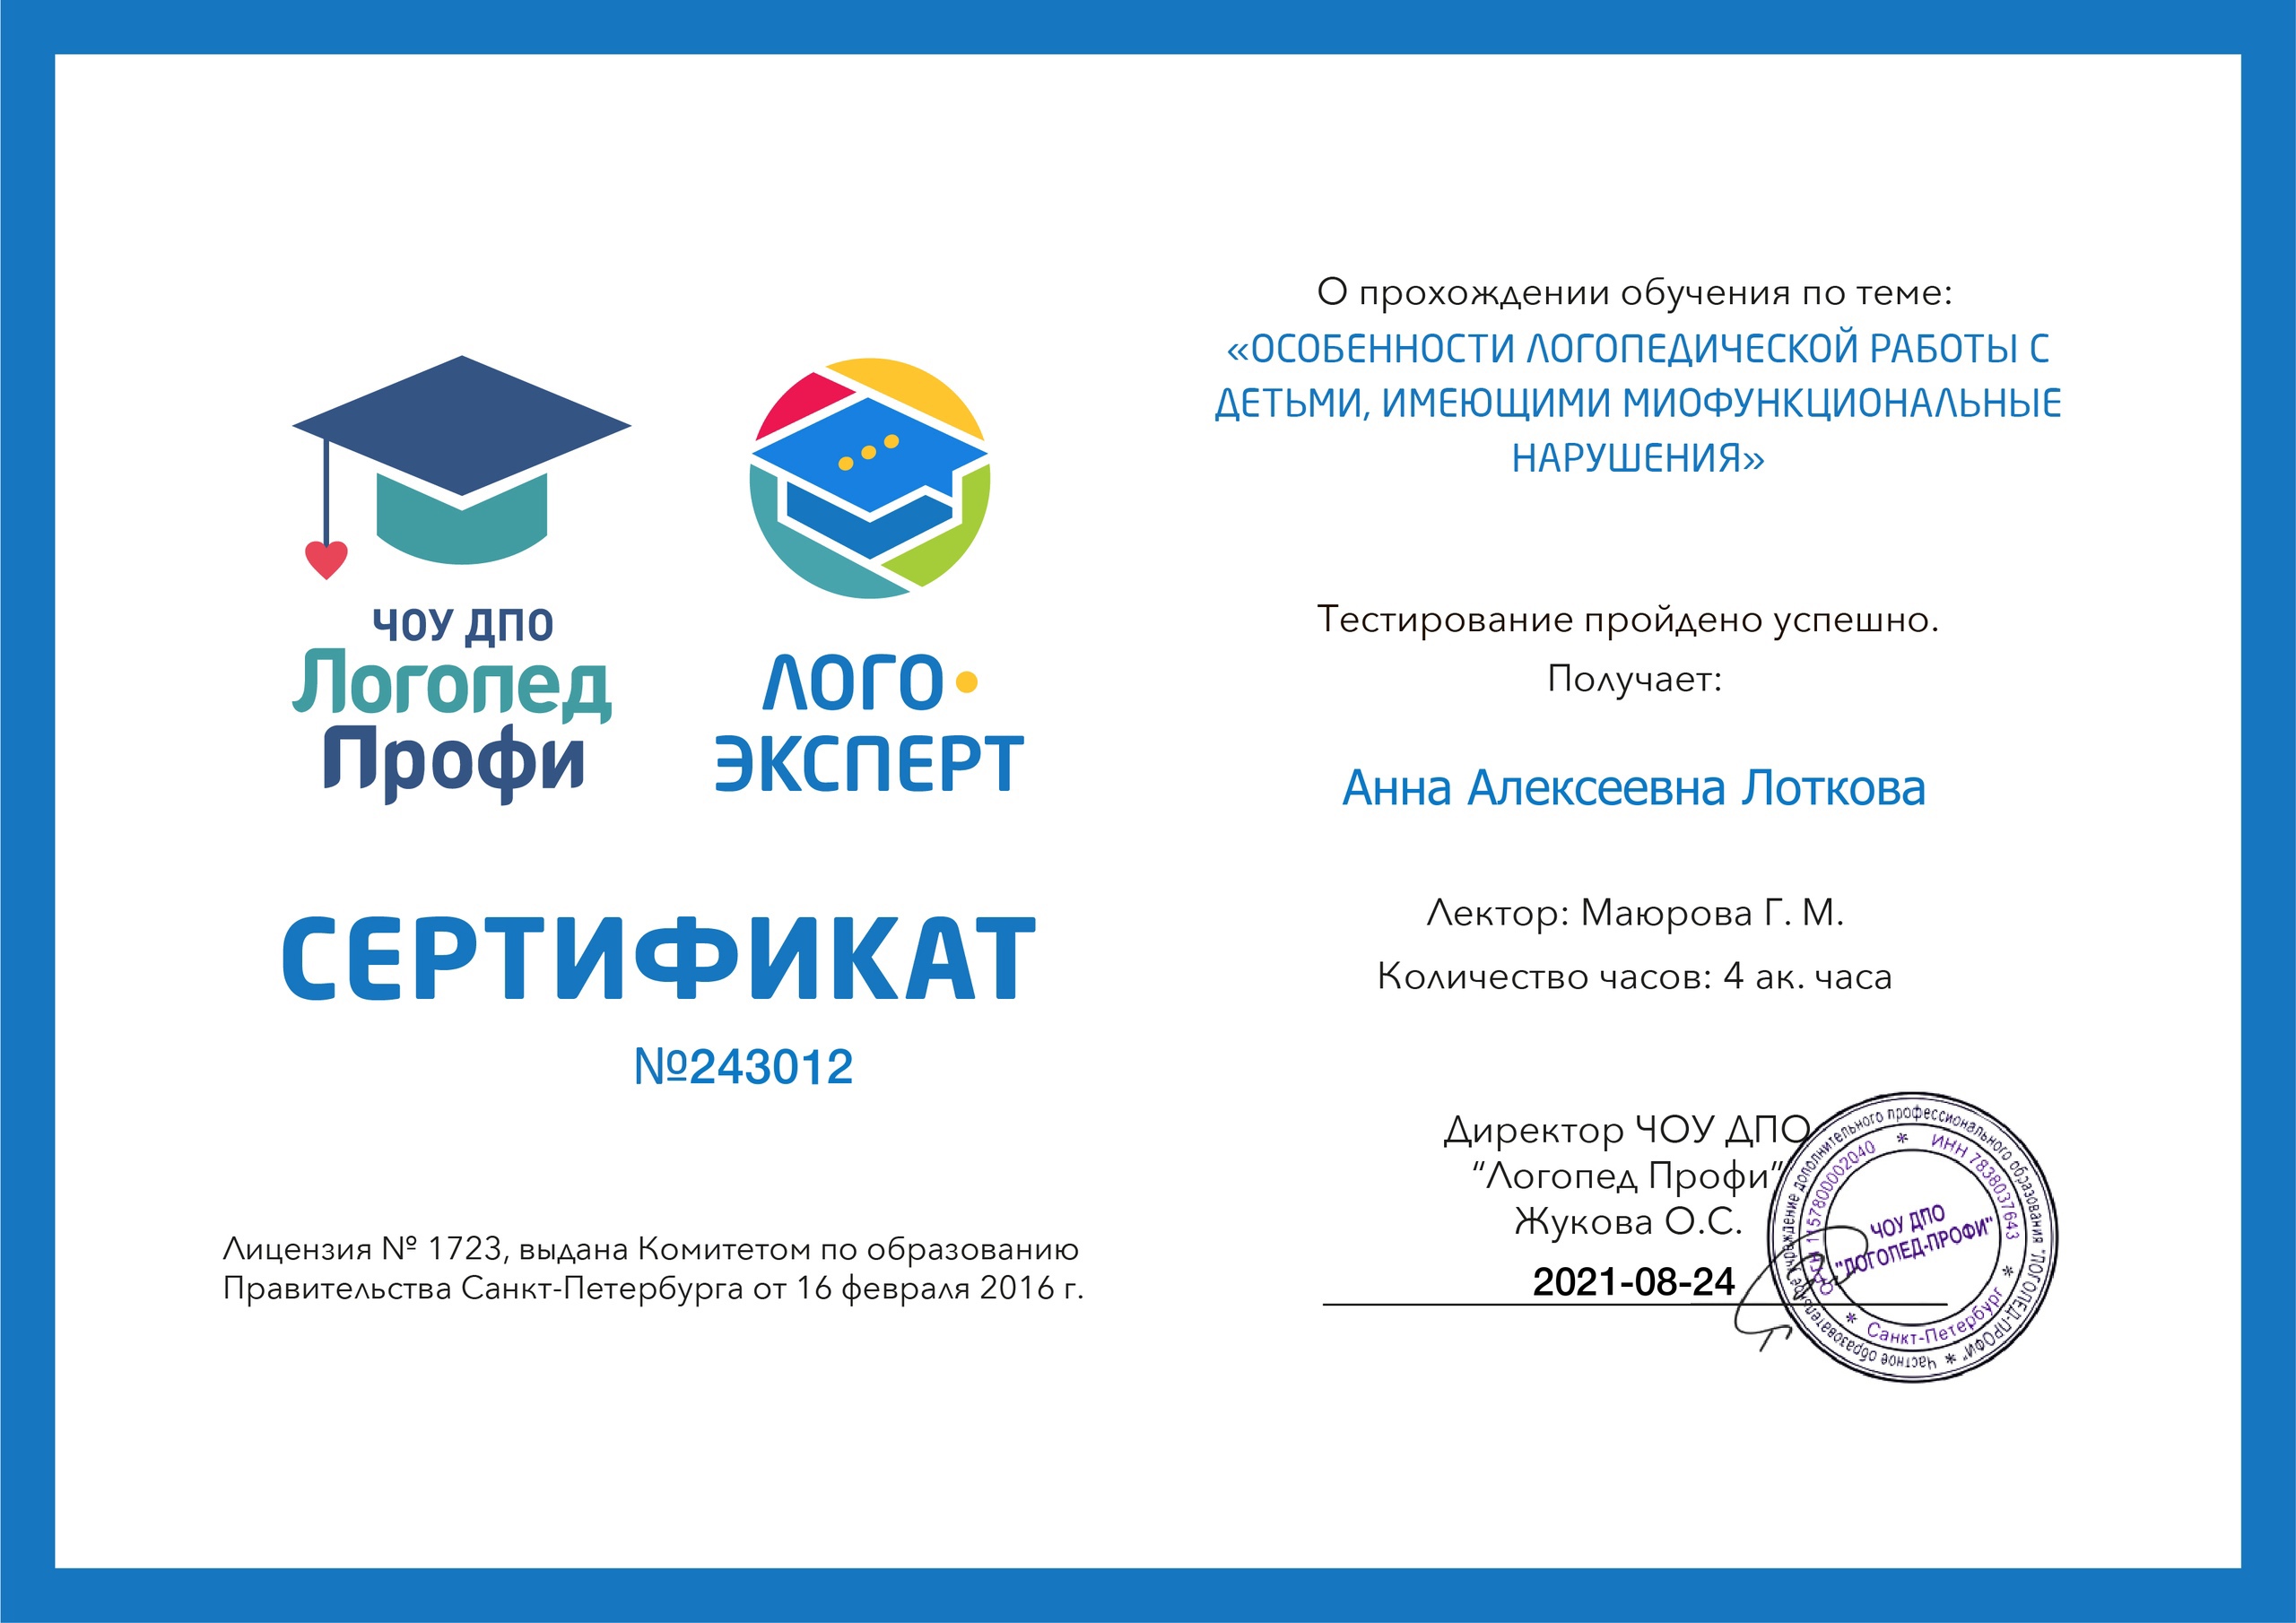 ЧОУ ДПО
Логопед
Профи
ЛОГО
ЭКСПЕРТ
СЕРТИФИКАТ
№243012
Лицензия № 1723, выдана Комитетом по образованию
Правительства Санкт-Петербурга от 16 февраля 2016 г.
О прохождении обучения по теме:
«ОСОБЕННОСТИ ЛОГОПЕДИЧЕСКОЙ РАБОТЫ С
ДЕТЬМИ, ИМЕЮЩИМИ МИОФУНКЦИОНАЛЬНЫЕ
НАРУШЕНИЯ»
Тестирование пройдено успешно.
Получает:
Анна Алексеевна Лоткова
Лектор: Маюрова Г. М.
Количество часов: 4 ак. часа
Директор ЧОУ ДПО
“Логопед Профи”
Жукова О.С.
2021-08-24
Частное образовательное учреждение дополнительного профессионального образования "ЛОГОПЕД-ПРОФИ" *
ОГРН 1157800002040 * ИНН 7838037643 * Санкт-Петербург *
ЧОУ ДПО
"ЛОГОПЕД-ПРОФИ"